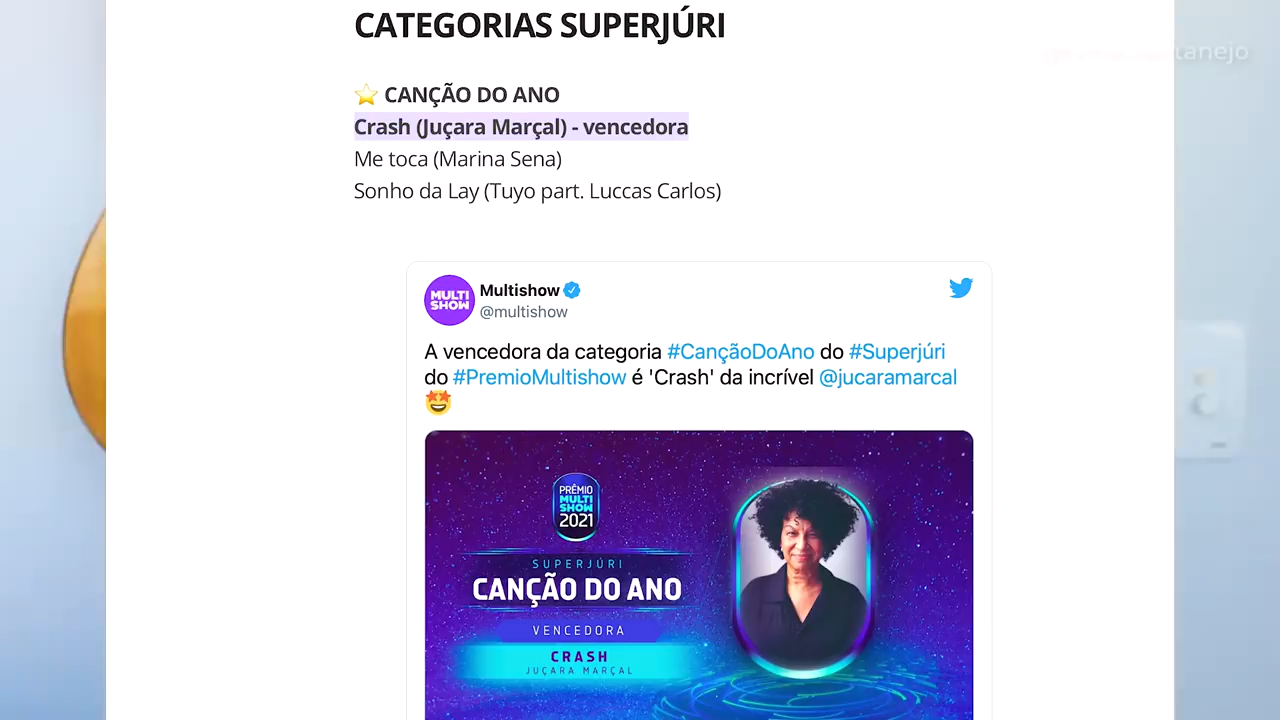 CATEGORIAS SUPERJÚRI
tanejo
⭐ CANÇÃO DO ANO
Crash (Juçara Marçal) - vencedora
Me toca (Marina Sena)
Sonho da Lay (Tuyo part. Luccas Carlos)
MULTI
SHOW
Multishow
@multishow
A vencedora da categoria #CançãoDoAno do #Superjúri
do #PremioMultishow é 'Crash' da incrível @jucaramarcal
🤩
PRÊMIO
MULTI
SHOW
2021
SUPERJÚRI
CANÇÃO DO ANO
VENCEDORA
CRASH
JUÇARA MARÇAL